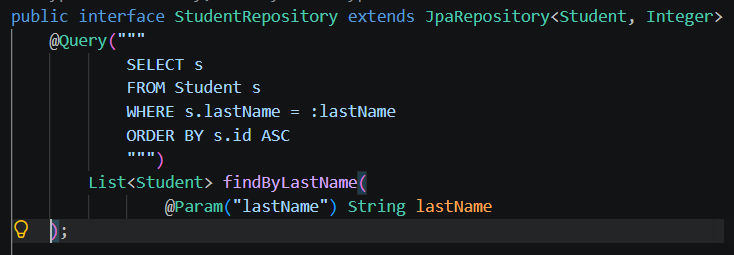 public interface StudentRepository extends JpaRepository<Student, Integer>
@Query("""
SELECT s
FROM Student s
WHERE s.lastName = :lastName
ORDER BY s.id ASC
""")
List<Student> findByLastName(
@Param("lastName") String lastName
);